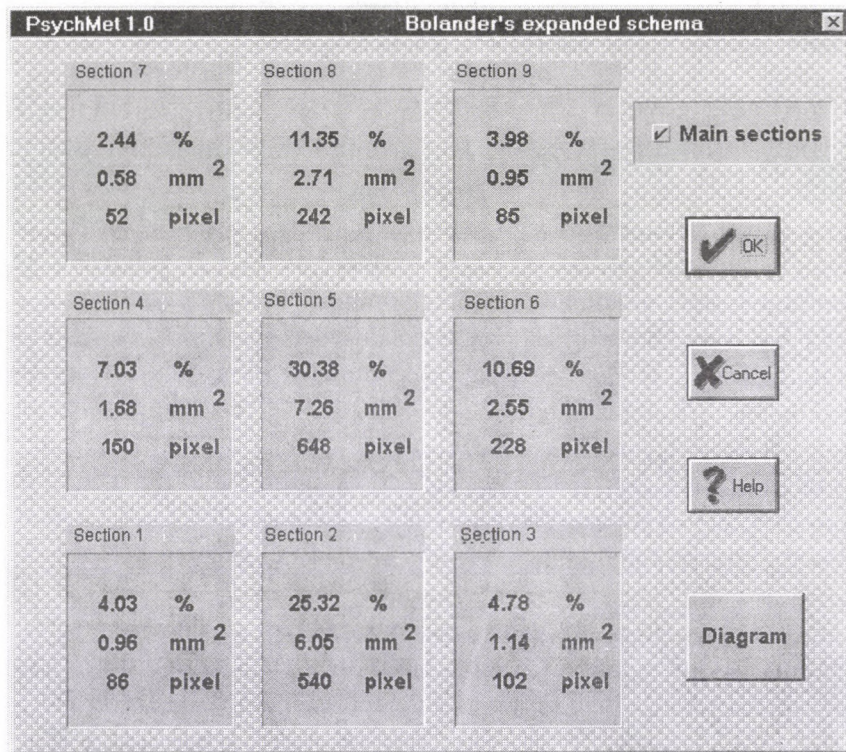 PsychMet 1.0 Bolander's expanded schema
Section 7 Section 8 Section 9
2.44 % 11.35 % 3.98 %
0.58 mm 2 2.71 mm 2 0.95 mm 2
52 pixel 242 pixel 85 pixel
Main sections
OK
Section 4 Section 5 Section 6
7.03 % 30.38 % 10.69 %
1.68 mm 2 7.26 mm 2 2.55 mm 2
150 pixel 648 pixel 228 pixel
Cancel
? Help
Section 1 Section 2 Section 3
4.03 % 25.32 % 4.78 %
0.96 mm 2 6.05 mm 2 1.14 mm 2
86 pixel 540 pixel 102 pixel
Diagram